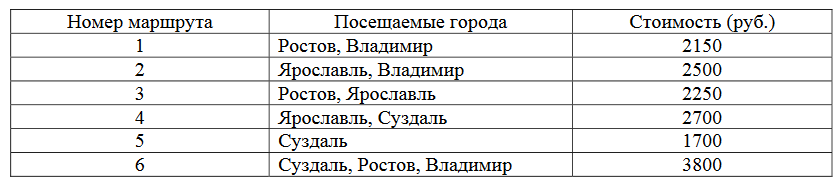 Номер маршрута Посещаемые города Стоимость (руб.)
1 Ростов, Владимир 2150
2 Ярославль, Владимир 2500
3 Ростов, Ярославль 2250
4 Ярославль, Суздаль 2700
5 Суздаль 1700
6 Суздаль, Ростов, Владимир 3800